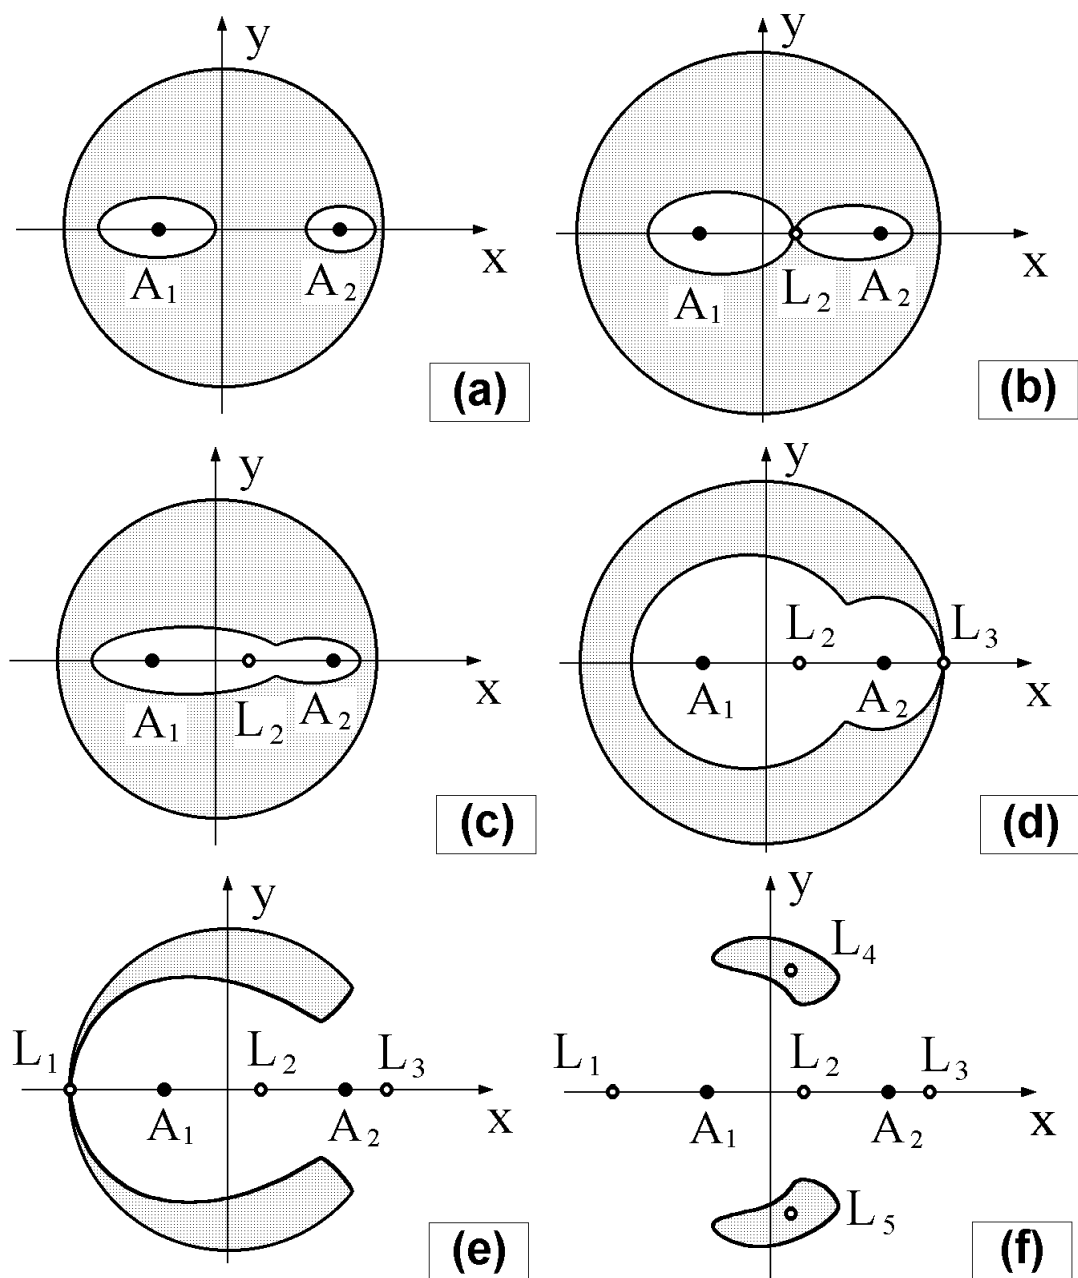 y
x
A₁
A₂
(a)
y
x
A₁
L₂
A₂
(b)
y
x
A₁
L₂
A₂
(c)
y
L₂
L₃
x
A₁
A₂
(d)
y
L₁
L₂
L₃
x
A₁
A₂
(e)
y
L₄
L₁
L₂
L₃
x
A₁
A₂
L₅
(f)